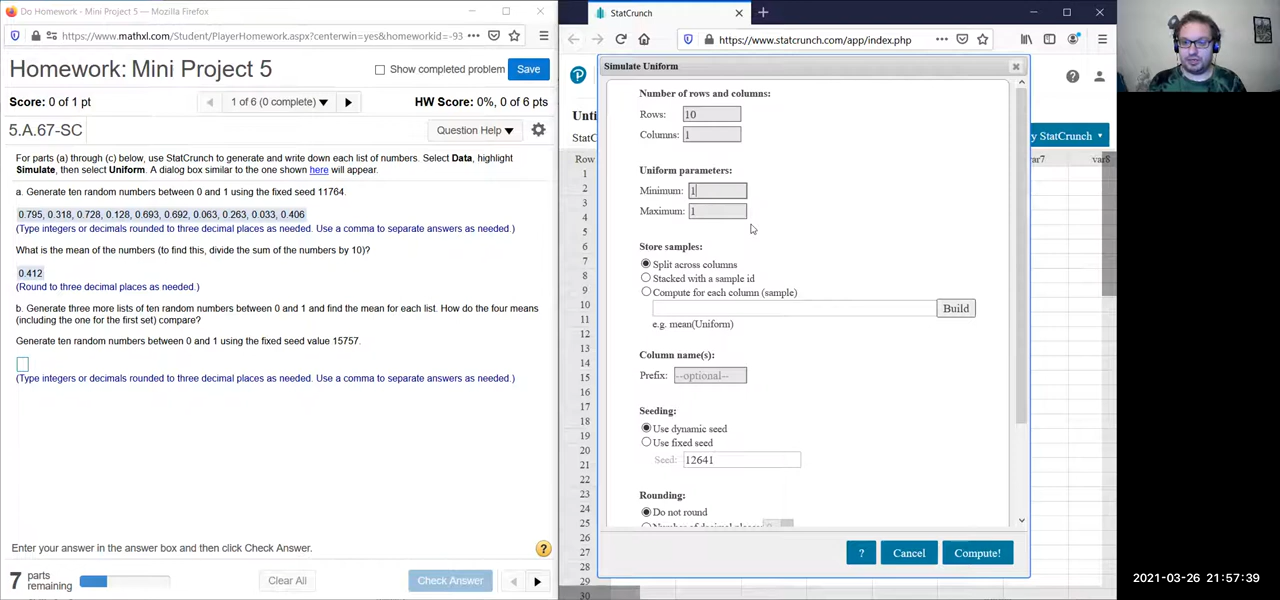 Do Homework - Mini Project 5 — Mozilla Firefox
https://www.mathxl.com/Student/PlayerHomework.aspx?centerwin=yes&homeworkid=-93
Homework: Mini Project 5
Show completed problem
Save
Score: 0 of 1 pt
1 of 6 (0 complete)
HW Score: 0%, 0 of 6 pts
5.A.67-SC
Question Help
For parts (a) through (c) below, use StatCrunch to generate and write down each list of numbers. Select Data, highlight
Simulate, then select Uniform. A dialog box similar to the one shown here will appear.
a. Generate ten random numbers between 0 and 1 using the fixed seed 11764.
0.795, 0.318, 0.728, 0.128, 0.693, 0.692, 0.063, 0.263, 0.033, 0.406
(Type integers or decimals rounded to three decimal places as needed. Use a comma to separate answers as needed.)
What is the mean of the numbers (to find this, divide the sum of the numbers by 10)?
0.412
(Round to three decimal places as needed.)
b. Generate three more lists of ten random numbers between 0 and 1 and find the mean for each list. How do the four means
(including the one for the first set) compare?
Generate ten random numbers between 0 and 1 using the fixed seed value 15757.
(Type integers or decimals rounded to three decimal places as needed. Use a comma to separate answers as needed.)
Enter your answer in the answer box and then click Check Answer.
?
7 parts
remaining
Clear All
Check Answer
StatCrunch
https://www.statcrunch.com/app/index.php
P
Unti
StatC
y StatCrunch
Row
var7
var8
1
2
3
4
5
6
7
8
9
10
11
12
13
14
15
16
17
18
19
20
21
22
23
24
25
26
27
28
29
30
Simulate Uniform
Number of rows and columns:
Rows: 10
Columns: 1
Uniform parameters:
Minimum: 1
Maximum: 1
Store samples:
Split across columns
Stacked with a sample id
Compute for each column (sample)
Build
e.g. mean(Uniform)
Column name(s):
Prefix: --optional--
Seeding:
Use dynamic seed
Use fixed seed
Seed: 12641
Rounding:
Do not round
?
Cancel
Compute!
2021-03-26 21:57:39